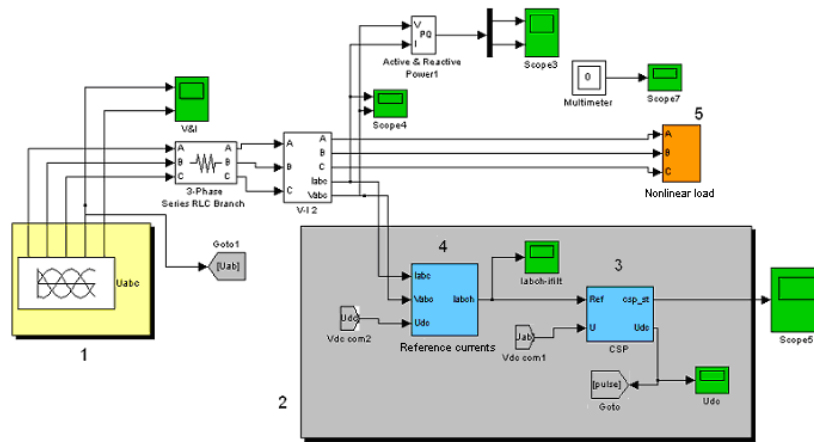 V
I
PQ
Active & Reactive
Power1
Scope3
0
Multimeter
Scope7
5
V&I
Scope4
A
B
C
A
B
C
3-Phase
Series RLC Branch
A
B
C
A
B
C
Iabc
Vabc
V-I 2
A
B
C
Nonlinear load
Uabc
1
Goto1
[Uab]
2
4
Iabc
Vabc
Udc
Iabch
Reference currents
Udc
Vdc com2
Iabch-ifilt
3
Ref
U
csp_st
Udc
CSP
Jab
Vdc com1
[pulse]
Goto
Udc
Scope5